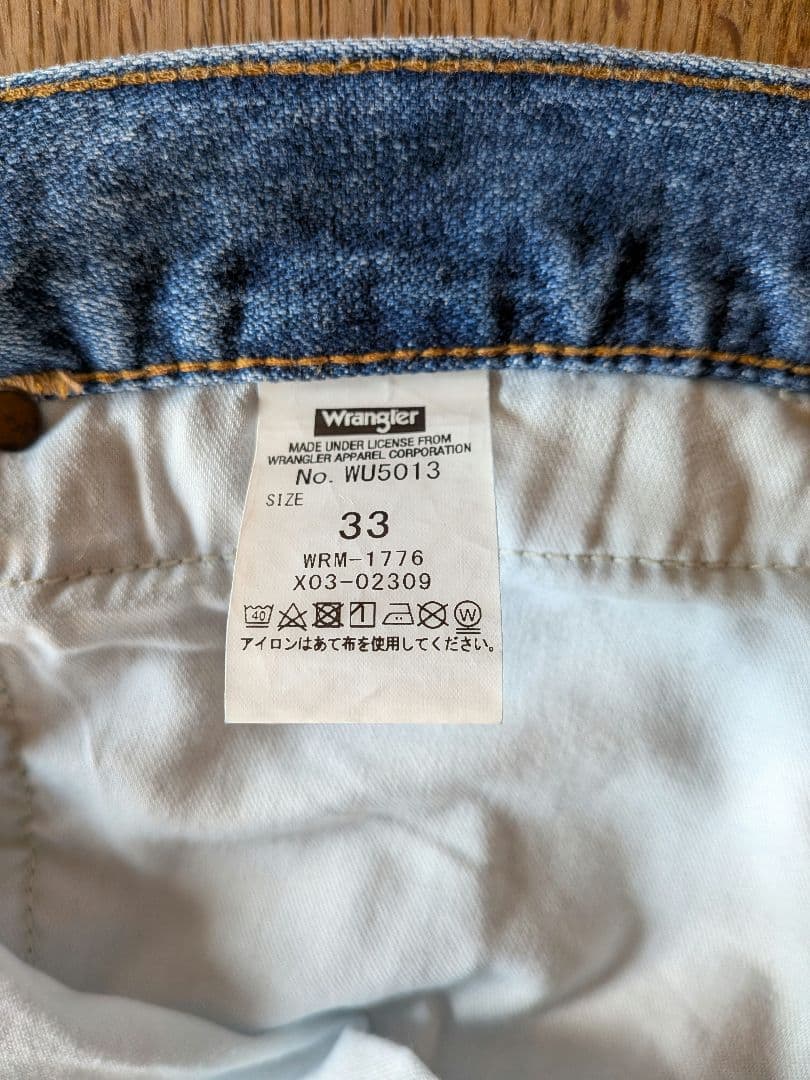 Wrangler
MADE UNDER LICENSE FROM
WRANGLER APPAREL CORPORATION
No. WU5013
SIZE
33
WRM-1776
X03-02309
40 W
アイロンはあて布を使用してください。